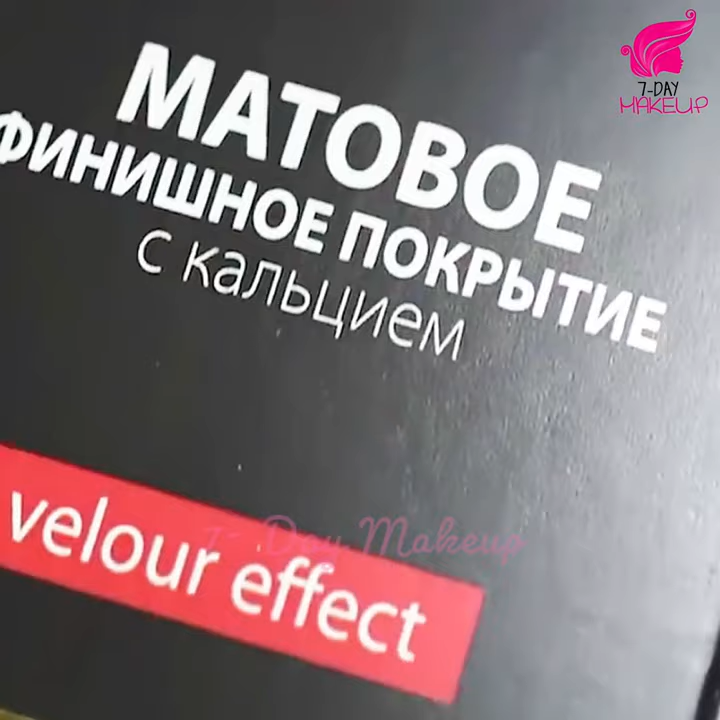 7-DAY
MAKEUP
МАТОВОЕ
ФИНИШНОЕ ПОКРЫТИЕ
с кальцием
7- Day Makeup
velour effect